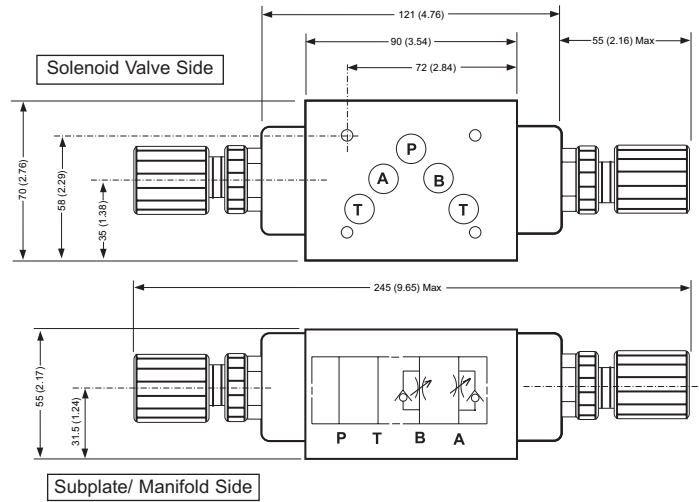 121 (4.76)
90 (3.54)
55 (2.16) Max
72 (2.84)
Solenoid Valve Side
70 (2.76)
58 (2.29)
35 (1.38)
P
A
B
T
T
245 (9.65) Max
55 (2.17)
31.5 (1.24)
P T B A
Subplate/ Manifold Side